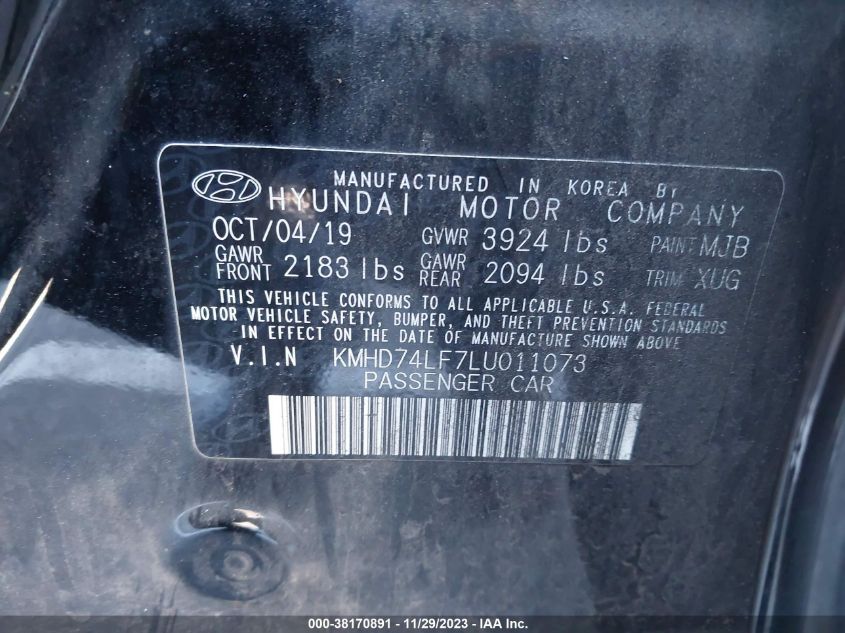 MANUFACTURED IN KOREA BY
HYUNDAI MOTOR COMPANY
OCT/04/19 GVWR 3924 lbs PAINT MJB
GAWR FRONT 2183 lbs GAWR REAR 2094 lbs TRIM XUG
THIS VEHICLE CONFORMS TO ALL APPLICABLE U.S.A. FEDERAL
MOTOR VEHICLE SAFETY, BUMPER, AND THEFT PREVENTION STANDARDS
IN EFFECT ON THE DATE OF MANUFACTURE SHOWN ABOVE
V.I.N KMHD74LF7LU011073
PASSENGER CAR
000-38170891 - 11/29/2023 - IAA Inc.